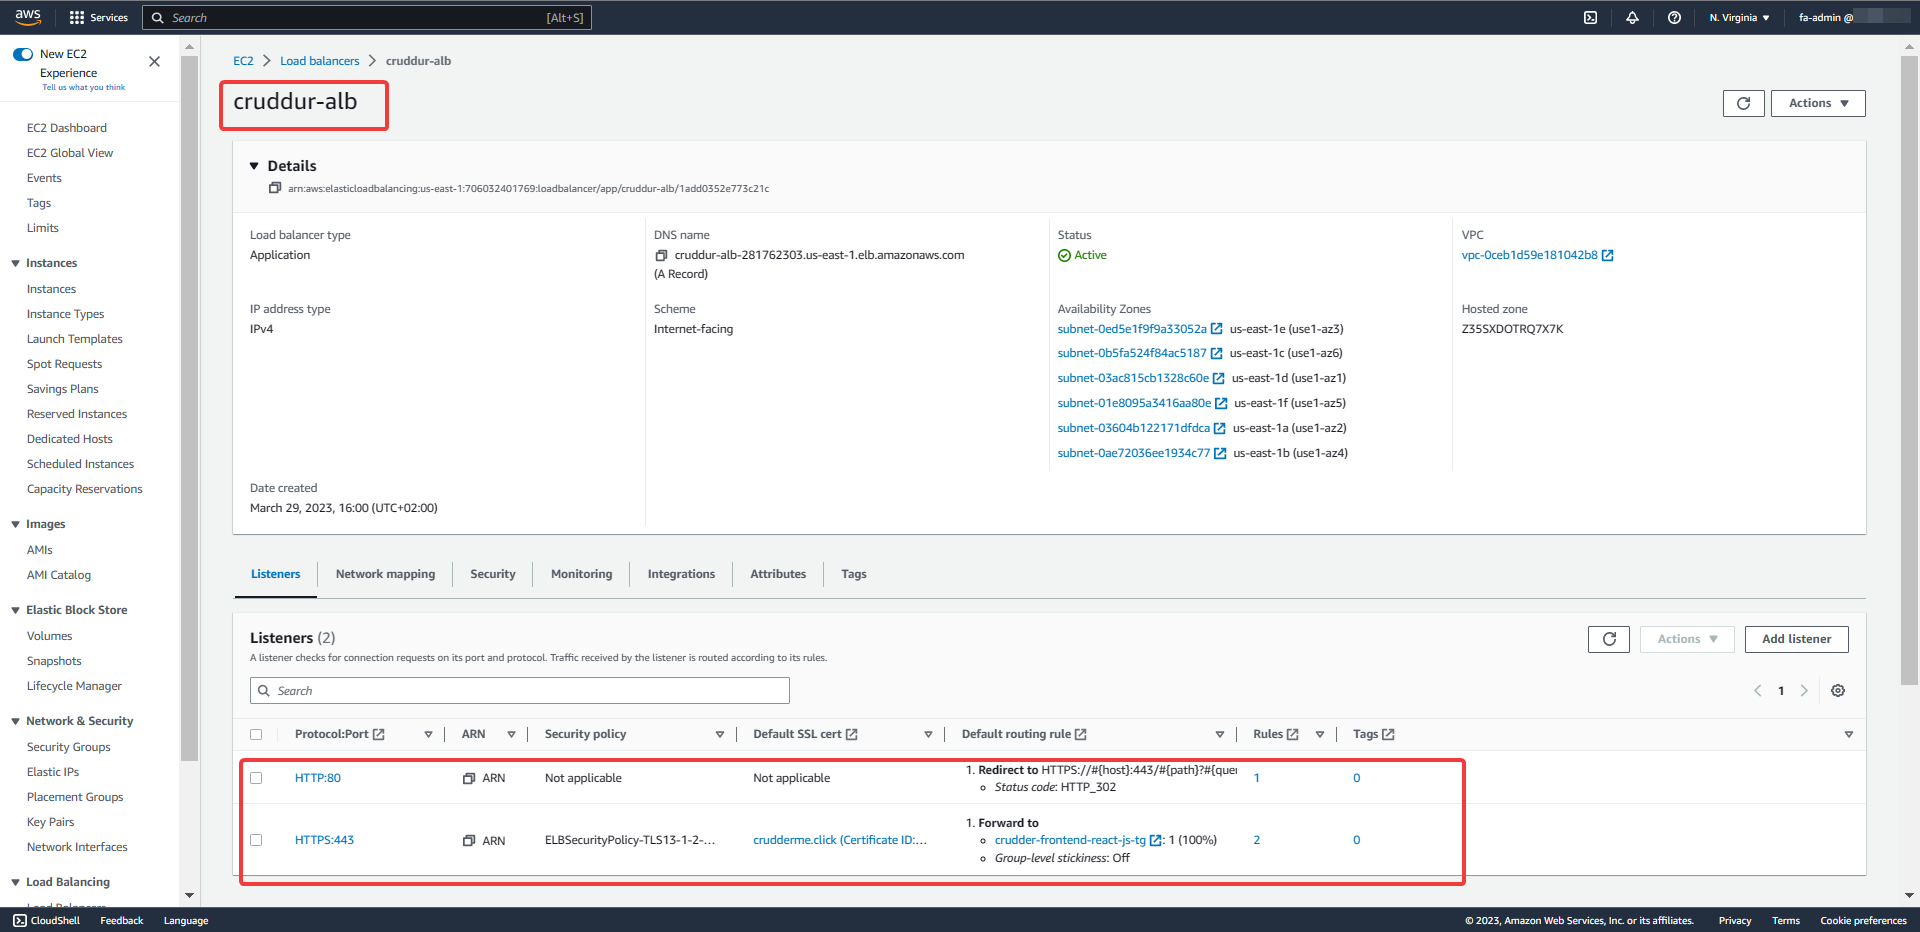 aws
Services
Search
[Alt+S]
N. Virginia ▼
fa-admin @
New EC2
Experience
Tell us what you think
EC2 Dashboard
EC2 Global View
Events
Tags
Limits
Instances
Instances
Instance Types
Launch Templates
Spot Requests
Savings Plans
Reserved Instances
Dedicated Hosts
Scheduled Instances
Capacity Reservations
Images
AMIs
AMI Catalog
Elastic Block Store
Volumes
Snapshots
Lifecycle Manager
Network & Security
Security Groups
Elastic IPs
Placement Groups
Key Pairs
Network Interfaces
Load Balancing
Load Balancers
EC2 > Load balancers > cruddur-alb
cruddur-alb
Actions ▼
Details
arn:aws:elasticloadbalancing:us-east-1:706032401769:loadbalancer/app/cruddur-alb/1add0352e773c21c
Load balancer type
Application
DNS name
cruddur-alb-281762303.us-east-1.elb.amazonaws.com
(A Record)
Status
Active
VPC
vpc-0ceb1d59e181042b8
IP address type
IPv4
Scheme
Internet-facing
Availability Zones
subnet-0ed5e1f9f9a33052a us-east-1e (use1-az3)
subnet-0b5fa524f84ac5187 us-east-1c (use1-az6)
subnet-03ac815cb1328c60e us-east-1d (use1-az1)
subnet-01e8095a3416aa80e us-east-1f (use1-az5)
subnet-03604b122171dfdca us-east-1a (use1-az2)
subnet-0ae72036ee1934c77 us-east-1b (use1-az4)
Hosted zone
Z35SXDOTRQ7X7K
Date created
March 29, 2023, 16:00 (UTC+02:00)
Listeners
Network mapping
Security
Monitoring
Integrations
Attributes
Tags
Listeners (2)
A listener checks for connection requests on its port and protocol. Traffic received by the listener is routed according to its rules.
Actions ▼
Add listener
Search
1
Protocol:Port
ARN
Security policy
Default SSL cert
Default routing rule
Rules
Tags
HTTP:80
ARN
Not applicable
Not applicable
1. Redirect to HTTPS://#{host}:443/#{path}?#{quer
Status code: HTTP_302
1
0
HTTPS:443
ARN
ELBSecurityPolicy-TLS13-1-2-...
crudderme.click (Certificate ID:...
1. Forward to
crudder-frontend-react-js-tg: 1 (100%)
Group-level stickiness: Off
2
0
CloudShell
Feedback
Language
© 2023, Amazon Web Services, Inc. or its affiliates.
Privacy
Terms
Cookie preferences